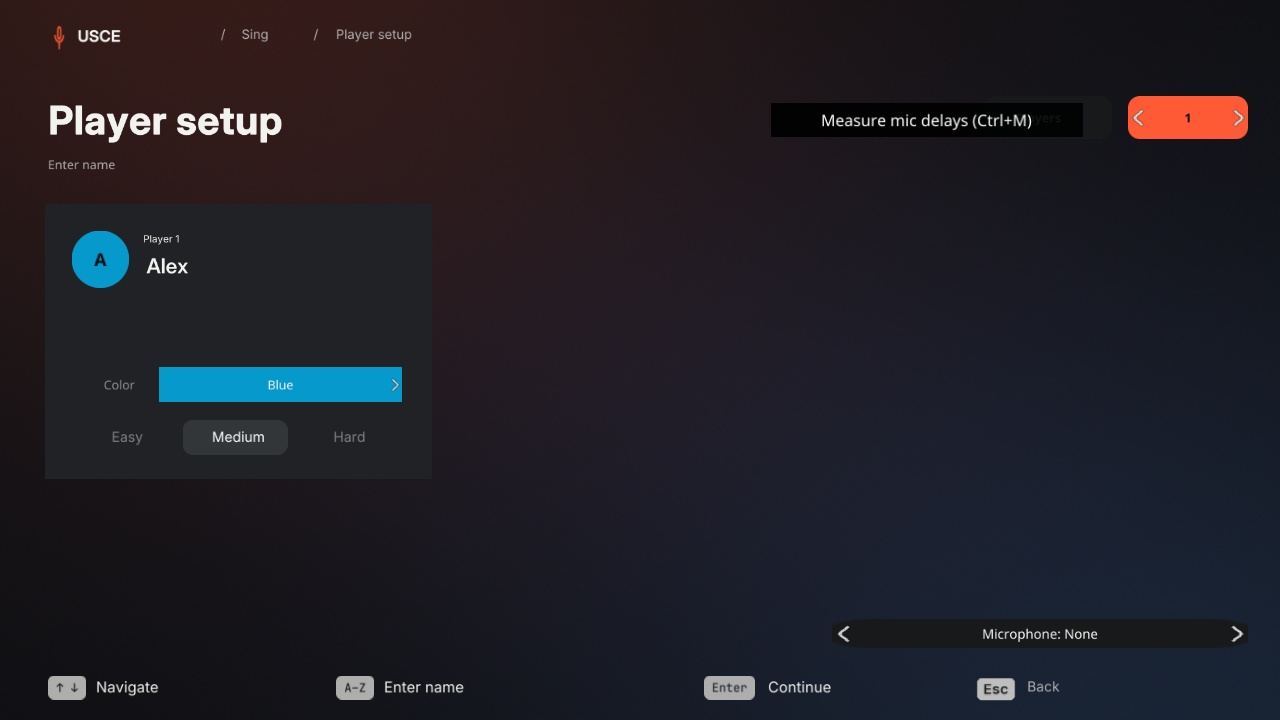 USCE / Sing / Player setup
Player setup
Measure mic delays (Ctrl+M)
1
Enter name
A
Player 1
Alex
Color
Blue
Easy Medium Hard
Microphone: None
↑ ↓ Navigate A–Z Enter name Enter Continue Esc Back